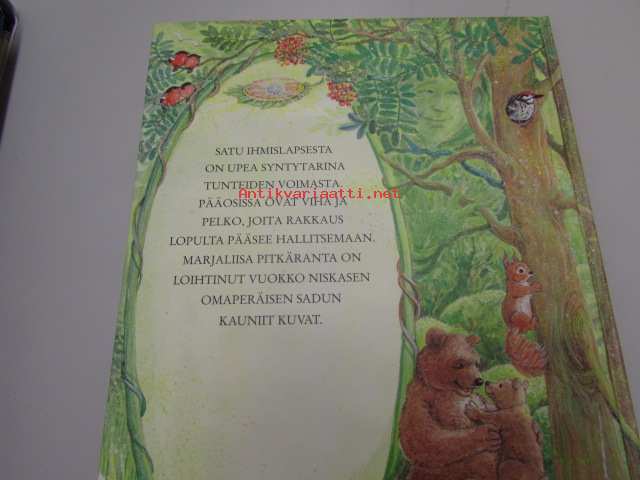 SATU IHMISLAPSESTA
ON UPEA SYNTYTARINA
TUNTEIDEN VOIMASTA.
Antikvariaatti.net
PÄÄOSISSA OVAT VIHA JA
PELKO, JOITA RAKKAUS
LOPULTA PÄÄSEE HALLITSEMAAN.
MARJALIISA PITKÄRANTA ON
LOIHTINUT VUOKKO NISKASEN
OMAPERÄISEN SADUN
KAUNIIT KUVAT.